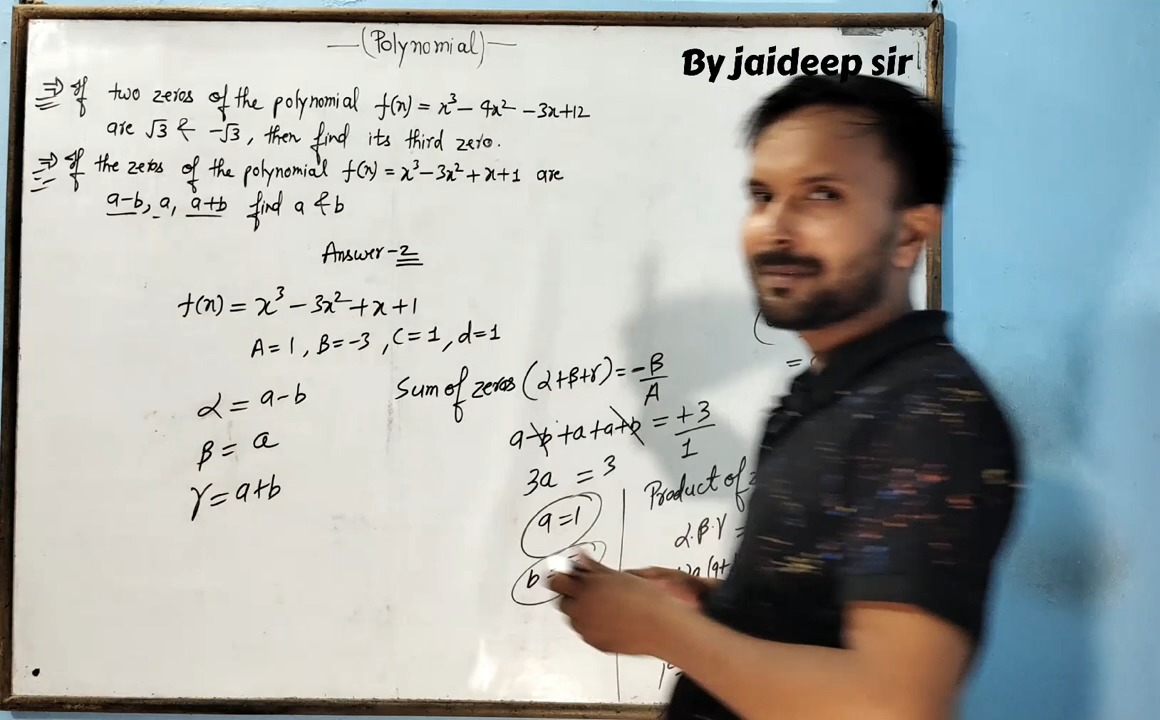 —(Polynomial)—
By jaideep sir
⇒ If two zeros of the polynomial f(x) = x³ - 4x² - 3x + 12
are √3 & -√3, then find its third zero.
⇒ If the zeros of the polynomial f(x) = x³ - 3x² + x + 1 are
a-b, a, a+b find a & b
Answer-2
f(x) = x³ - 3x² + x + 1
A = 1, B = -3, C = 1, d = 1
α = a-b
β = a
γ = a+b
Sum of zeros (α+β+γ) = -B/A
a-b+a+a+b = +3/1
3a = 3
a = 1
b =
Product of
α.β.γ =
=